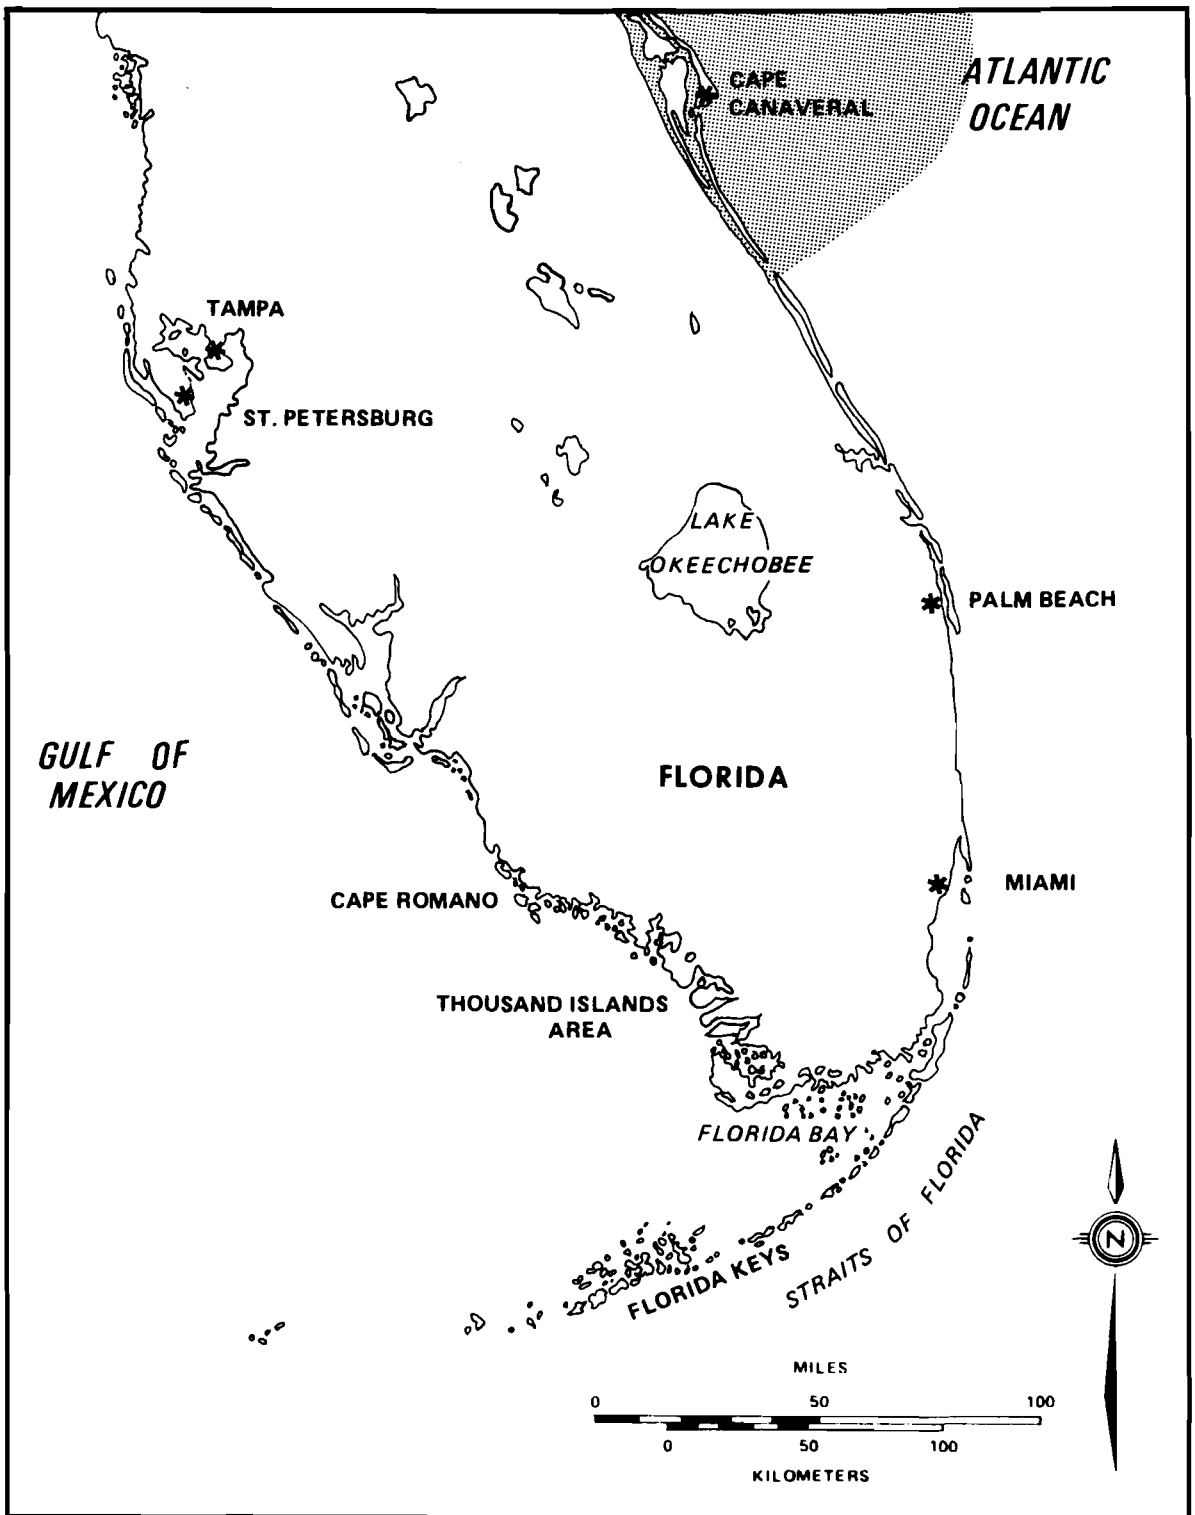 ATLANTIC
OCEAN
CAPE
CANAVERAL
TAMPA
ST. PETERSBURG
LAKE
OKEECHOBEE
PALM BEACH
GULF OF
MEXICO
FLORIDA
MIAMI
CAPE ROMANO
THOUSAND ISLANDS
AREA
FLORIDA BAY
STRAITS OF FLORIDA
FLORIDA KEYS
N
MILES
0 50 100
0 50 100
KILOMETERS